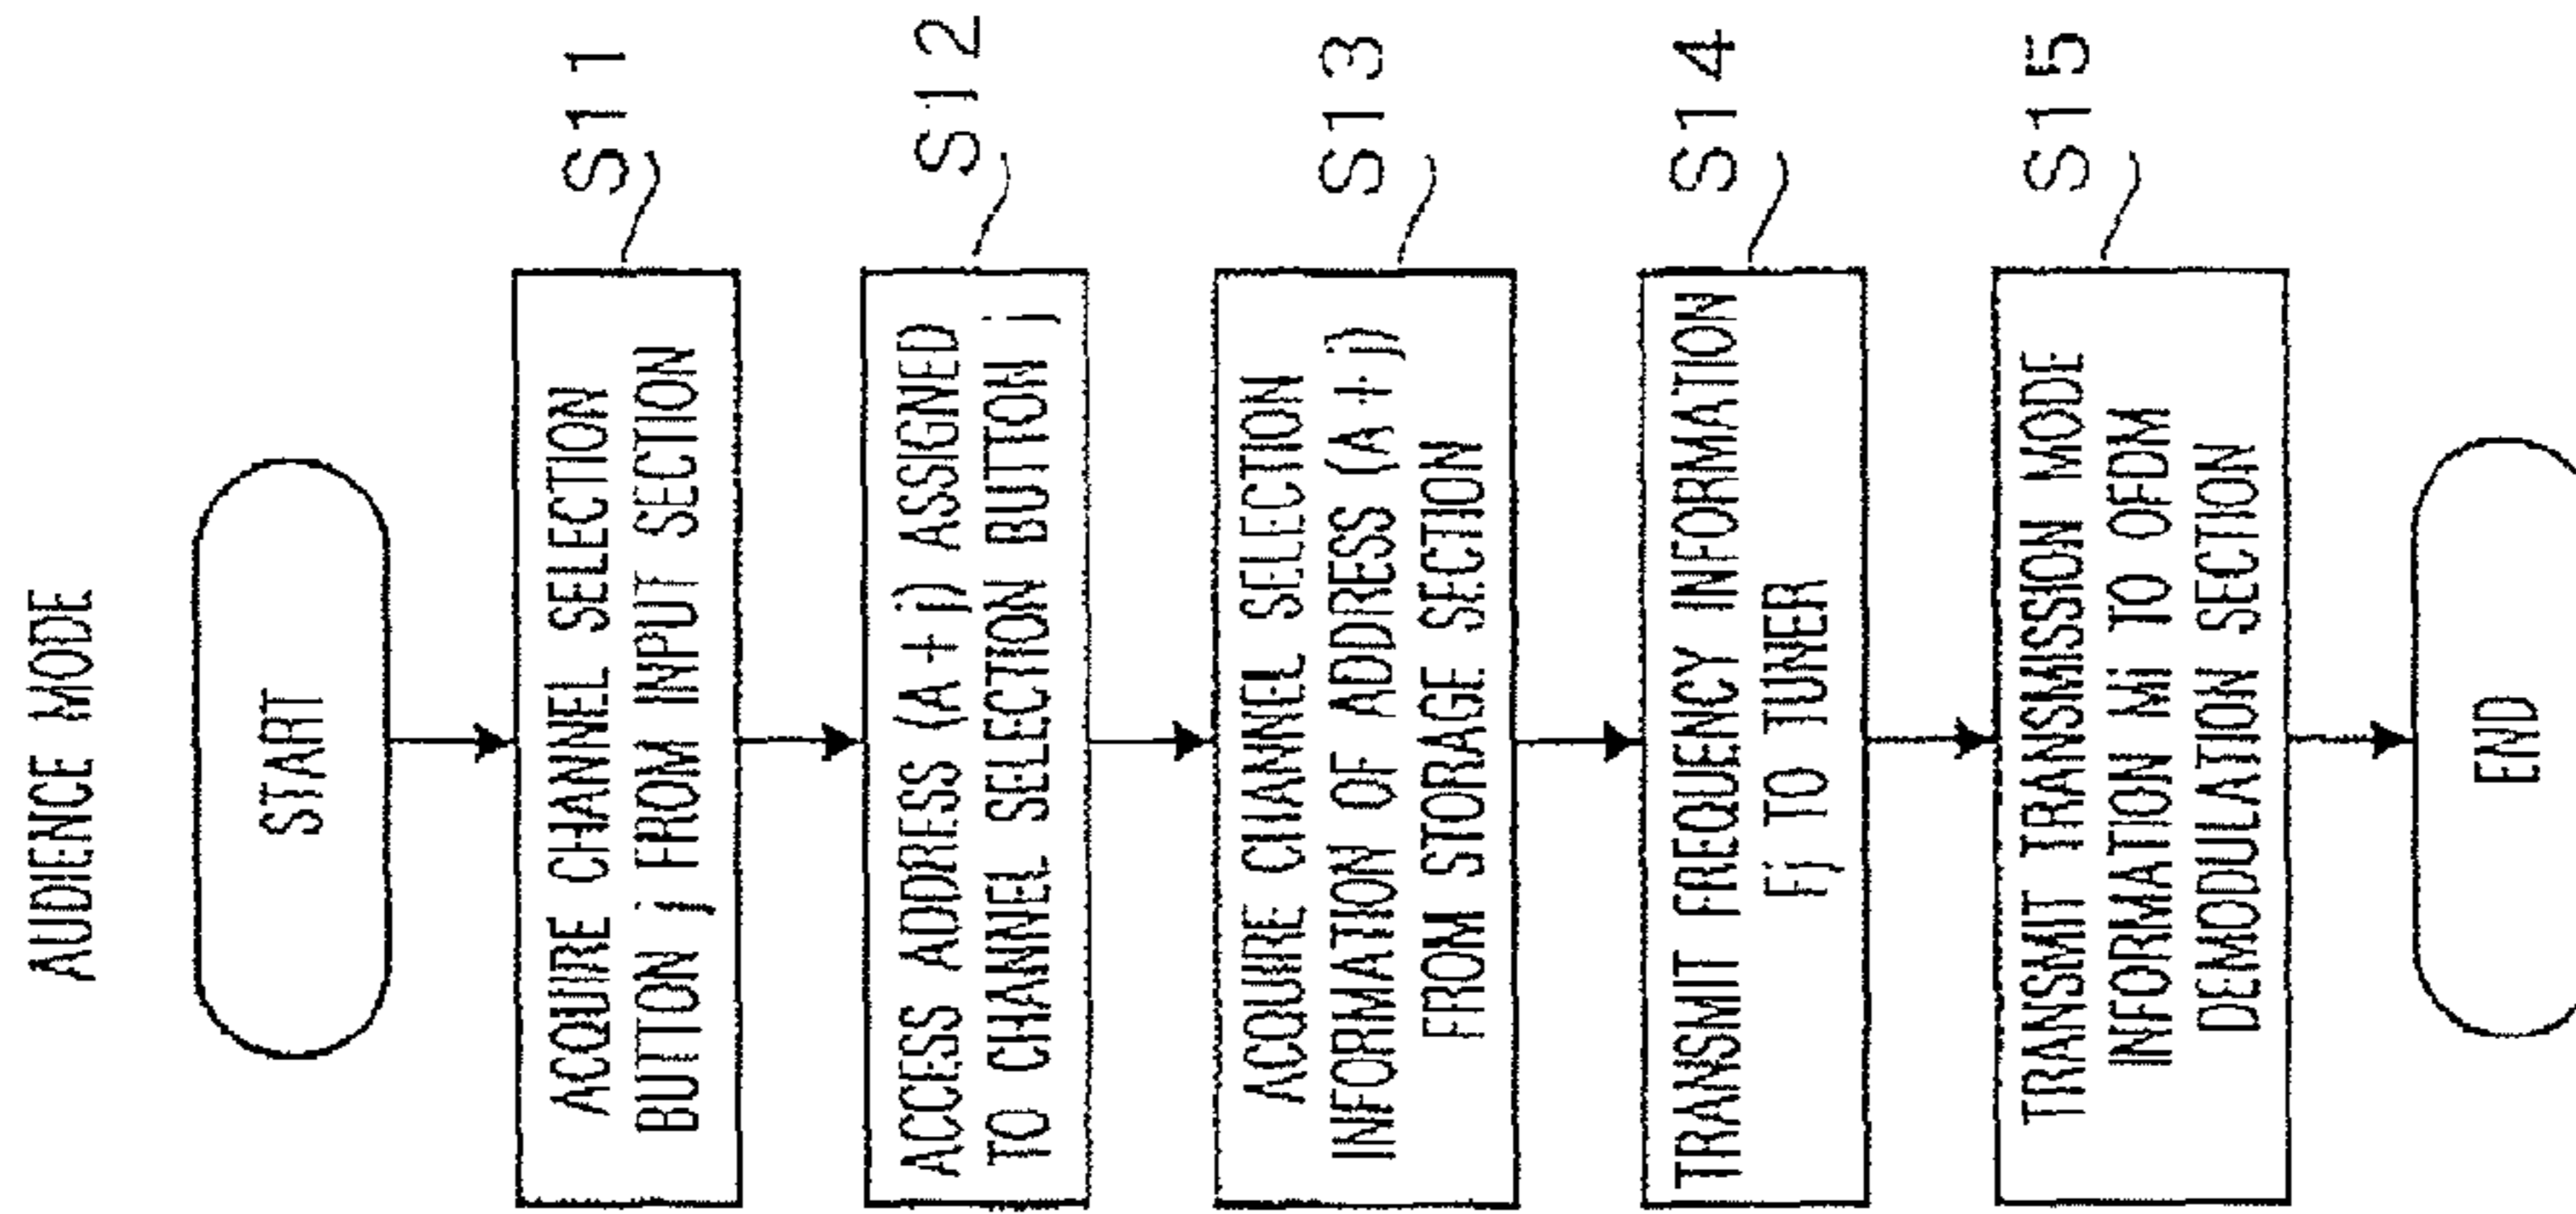 AUDIENCE MODE
START
ACQUIRE CHANNEL SELECTION
BUTTON j FROM INPUT SECTION
S11
ACCESS ADDRESS (A+j) ASSIGNED
TO CHANNEL SELECTION BUTTON j
S12
ACQUIRE CHANNEL SELECTION
INFORMATION OF ADDRESS (A+j)
FROM STORAGE SECTION
S13
TRANSMIT FREQUENCY INFORMATION
Fj TO TUNER
S14
TRANSMIT TRANSMISSION MODE
INFORMATION Mi TO OFDM
DEMODULATION SECTION
S15
END